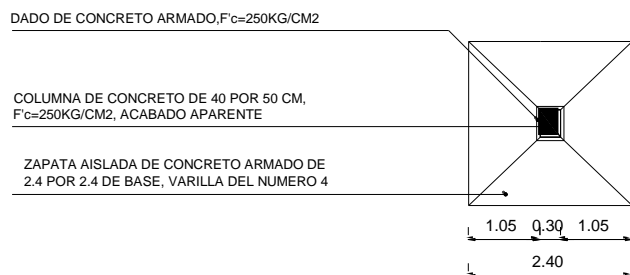 DADO DE CONCRETO ARMADO,F'c=250KG/CM2
COLUMNA DE CONCRETO DE 40 POR 50 CM,
F'c=250KG/CM2, ACABADO APARENTE
ZAPATA AISLADA DE CONCRETO ARMADO DE
2.4 POR 2.4 DE BASE, VARILLA DEL NUMERO 4
1.05 0.30 1.05
2.40